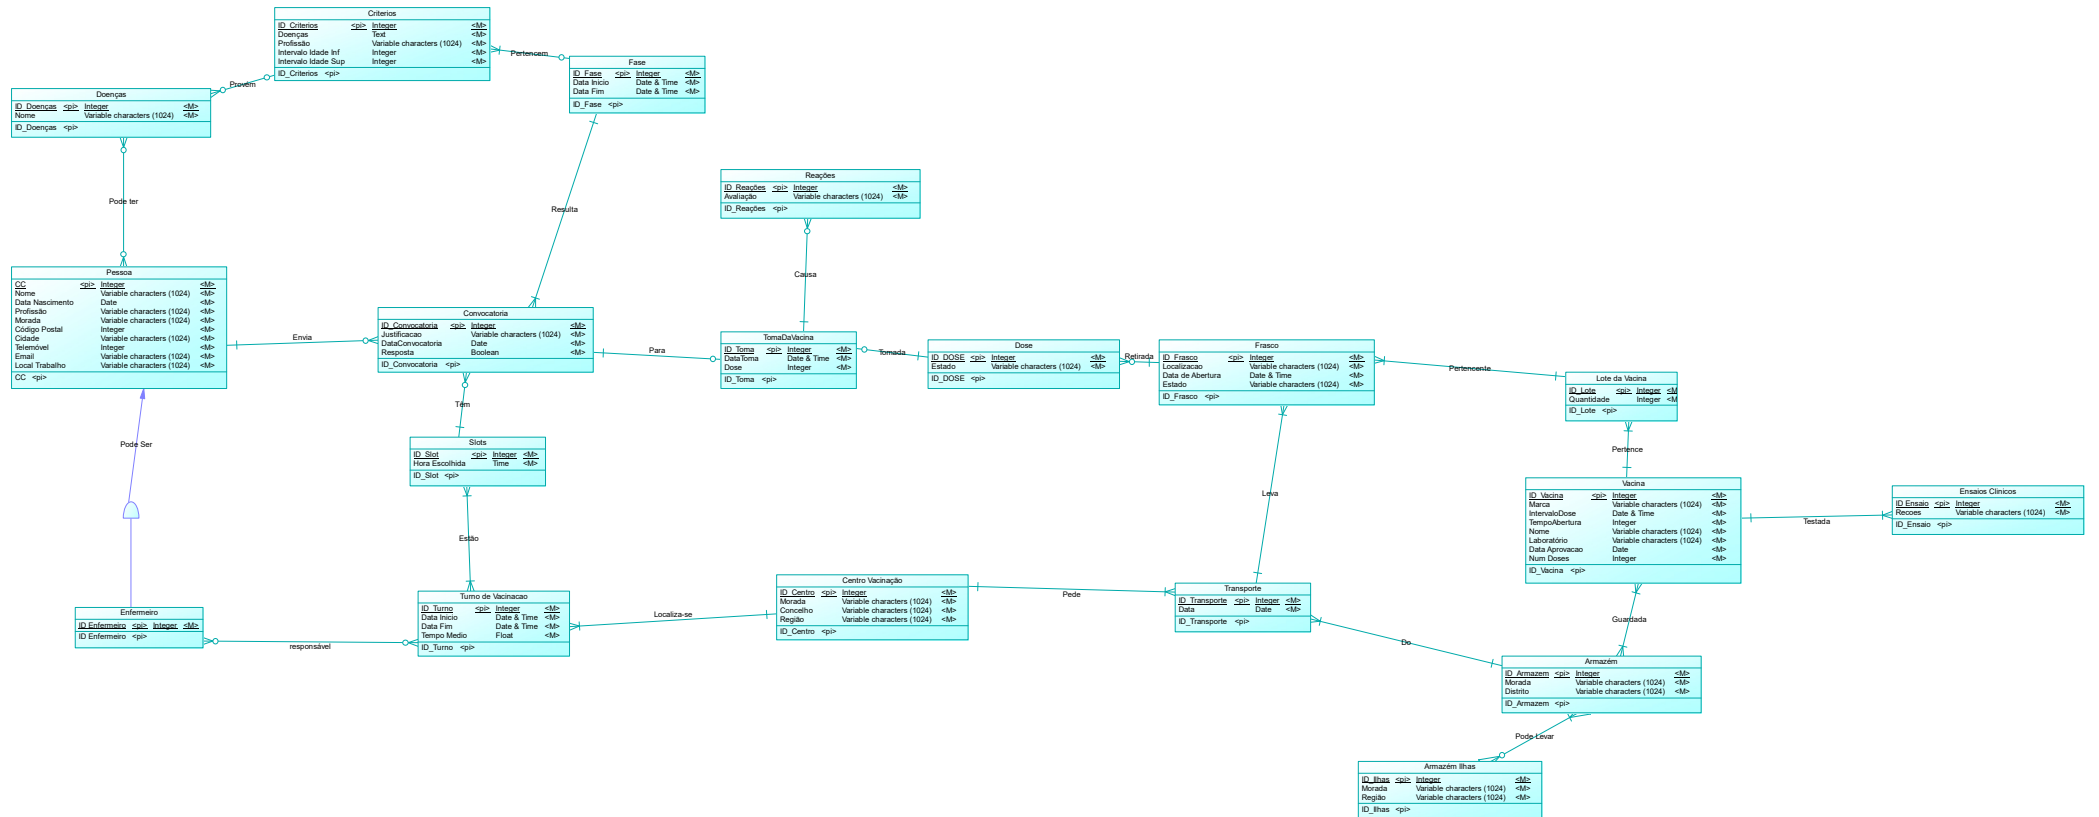 Criterios
ID_Criterios <pi> Integer <M>
Doenças Text <M>
Profissão Variable characters (1024) <M>
Intervalo Idade Inf Integer <M>
Intervalo Idade Sup Integer <M>
ID_Criterios <pi>
Pertencem
Fase
ID_Fase <pi> Integer <M>
Data Inicio Date & Time <M>
Data Fim Date & Time <M>
ID_Fase <pi>
Provém
Doenças
ID_Doenças <pi> Integer <M>
Nome Variable characters (1024) <M>
ID_Doenças <pi>
Pode ter
Resulta
Reações
ID_Reações <pi> Integer <M>
Avaliação Variable characters (1024) <M>
ID_Reações <pi>
Causa
Pessoa
CC <pi> Integer <M>
Nome Variable characters (1024) <M>
Data Nascimento Date <M>
Profissão Variable characters (1024) <M>
Morada Variable characters (1024) <M>
Código Postal Integer <M>
Cidade Variable characters (1024) <M>
Telemóvel Integer <M>
Email Variable characters (1024) <M>
Local Trabalho Variable characters (1024) <M>
CC <pi>
Envia
Convocatoria
ID_Convocatoria <pi> Integer <M>
Justificacao Variable characters (1024) <M>
DataConvocatoria Date <M>
Resposta Boolean <M>
ID_Convocatoria <pi>
Para
TomaDaVacina
ID_Toma <pi> Integer <M>
DataToma Date & Time <M>
Dose Integer <M>
ID_Toma <pi>
Tomada
Dose
ID_DOSE <pi> Integer <M>
Estado Variable characters (1024) <M>
ID_DOSE <pi>
Retirada
Frasco
ID_Frasco <pi> Integer <M>
Localizacao Variable characters (1024) <M>
Data de Abertura Date & Time <M>
Estado Variable characters (1024) <M>
ID_Frasco <pi>
Pertencente
Lote da Vacina
ID_Lote <pi> Integer <M
Quantidade Integer <M
ID_Lote <pi>
Têm
Pode Ser
Slots
ID_Slot <pi> Integer <M>
Hora Escolhida Time <M>
ID_Slot <pi>
Pertence
Leva
Vacina
ID_Vacina <pi> Integer <M>
Marca Variable characters (1024) <M>
IntervaloDose Date & Time <M>
TempoAbertura Integer <M>
Nome Variable characters (1024) <M>
Laboratório Variable characters (1024) <M>
Data Aprovacao Date <M>
Num Doses Integer <M>
ID_Vacina <pi>
Testada
Ensaios Clinicos
ID Ensaio <pi> Integer <M>
Recoes Variable characters (1024) <M>
ID_Ensaio <pi>
Estão
Enfermeiro
ID Enfermeiro <pi> Integer <M>
ID Enfermeiro <pi>
responsável
Turno de Vacinacao
ID_Turno <pi> Integer <M>
Data Inicio Date & Time <M>
Data Fim Date & Time <M>
Tempo Medio Float <M>
ID_Turno <pi>
Localiza-se
Centro Vacinação
ID_Centro <pi> Integer <M>
Morada Variable characters (1024) <M>
Concelho Variable characters (1024) <M>
Região Variable characters (1024) <M>
ID_Centro <pi>
Pede
Transporte
ID_Transporte <pi> Integer <M>
Data Date <M>
ID_Transporte <pi>
Guardada
Do
Armazém
ID_Armazem <pi> Integer <M>
Morada Variable characters (1024) <M>
Distrito Variable characters (1024) <M>
ID_Armazem <pi>
Pode Levar
Armazém Ilhas
ID_Ilhas <pi> Integer <M>
Morada Variable characters (1024) <M>
Região Variable characters (1024) <M>
ID_Ilhas <pi>